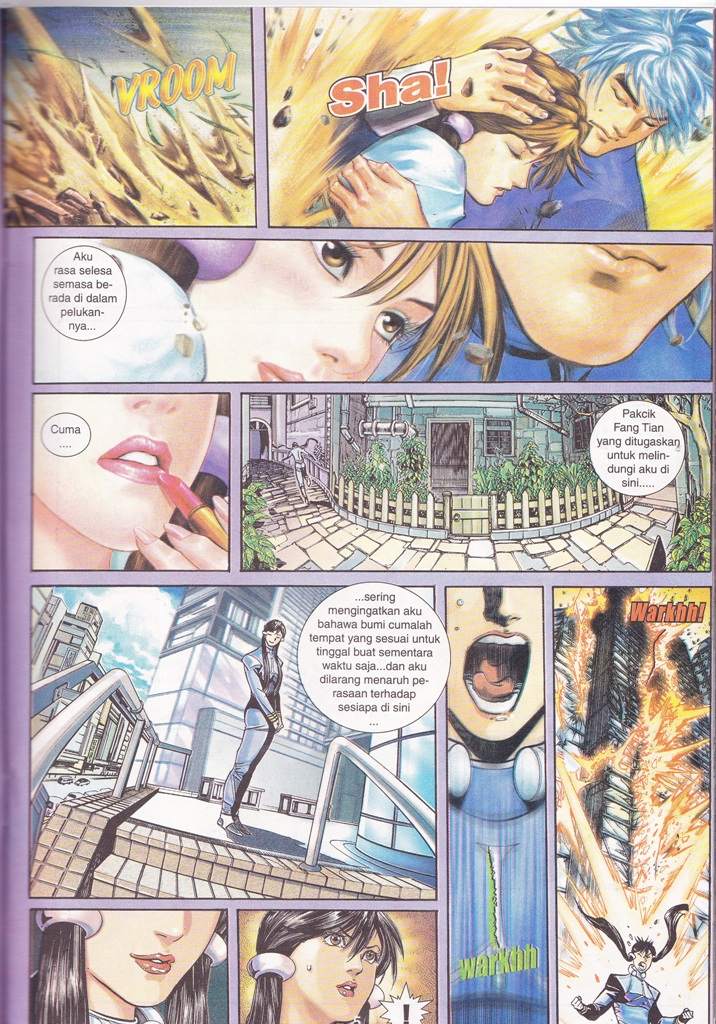 VROOM
Sha!
Aku
rasa selesa
semasa be-
rada di dalam
pelukan-
nya...
Cuma
....
Pakcik
Fang Tian
yang ditugaskan
untuk melin-
dungi aku di
sini.....
...sering
mengingatkan aku
bahawa bumi cumalah
tempat yang sesuai untuk
tinggal buat sementara
waktu saja...dan aku
dilarang menaruh pe-
rasaan terhadap
sesiapa di sini
...
warkhh
Warkhh!
!